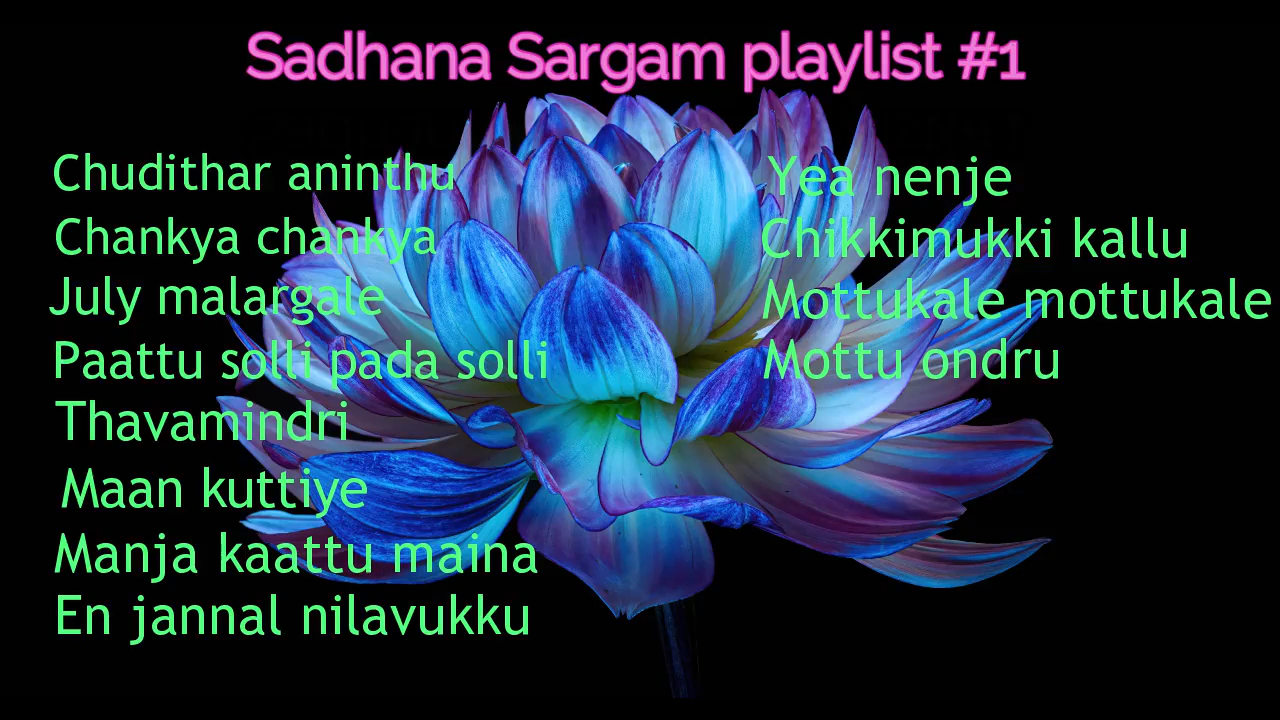 Sadhana Sargam playlist #1
Chudithar aninthu
Chankya chankya
July malargale
Paattu solli pada solli
Thavamindri
Maan kuttiye
Manja kaattu maina
En jannal nilavukku
Yea nenje
Chikkimukki kallu
Mottukale mottukale
Mottu ondru